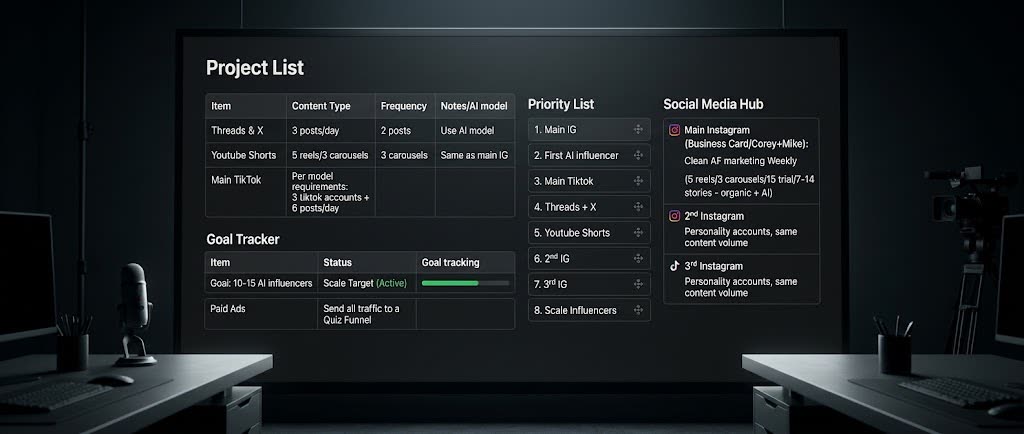 Project List
Item
Content Type
Frequency
Notes/AI model
Threads & X
3 posts/day
2 posts
Use AI model
Youtube Shorts
5 reels/3 carousels
3 carousels
Same as main IG
Main TikTok
Per model
requirements:
3 tiktok accounts +
6 posts/day
Goal Tracker
Item
Status
Goal tracking
Goal: 10-15 AI influencers
Scale Target (Active)
Paid Ads
Send all traffic to a
Quiz Funnel
Priority List
1. Main IG
2. First AI influencer
3. Main Tiktok
4. Threads + X
5. Youtube Shorts
6. 2nd IG
7. 3rd IG
8. Scale Influencers
Social Media Hub
Main Instagram
(Business Card/Corey+Mike):
Clean AF marketing Weekly
(5 reels/3 carousels/15 trial/7-14
stories - organic + AI)
2nd Instagram
Personality accounts, same
content volume
3rd Instagram
Personality accounts, same
content volume